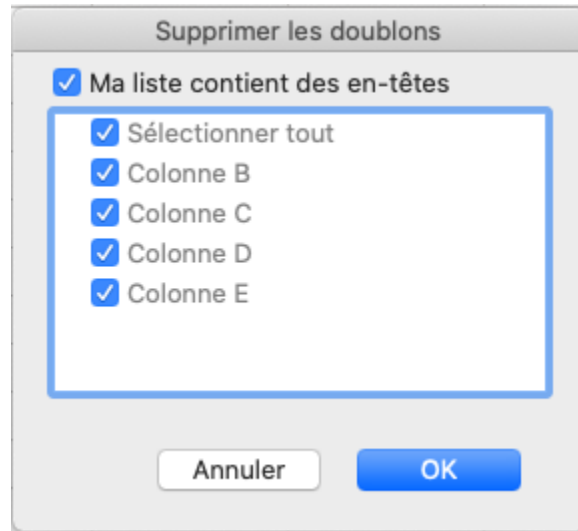 Supprimer les doublons
Ma liste contient des en-têtes
Sélectionner tout
Colonne B
Colonne C
Colonne D
Colonne E
Annuler OK